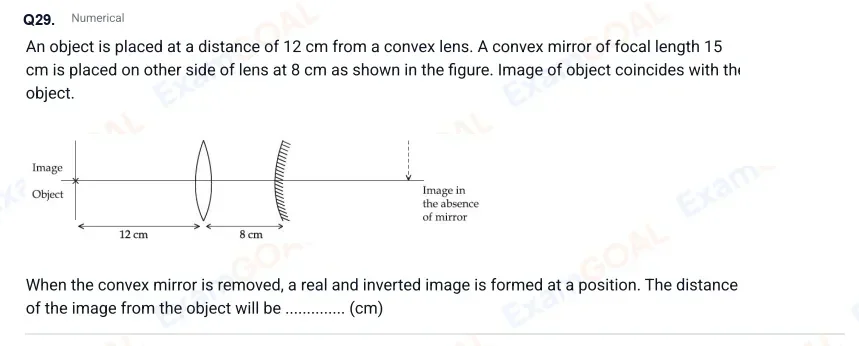 Q29. Numerical
An object is placed at a distance of 12 cm from a convex lens. A convex mirror of focal length 15
cm is placed on other side of lens at 8 cm as shown in the figure. Image of object coincides with the
object.
Image
Object
Image in
the absence
of mirror
12 cm
8 cm
When the convex mirror is removed, a real and inverted image is formed at a position. The distance
of the image from the object will be .............. (cm)